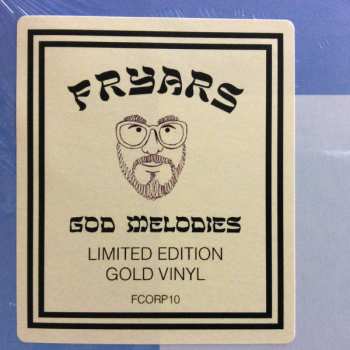 FRYARS
GOD MELODIES
LIMITED EDITION
GOLD VINYL
FCORP10